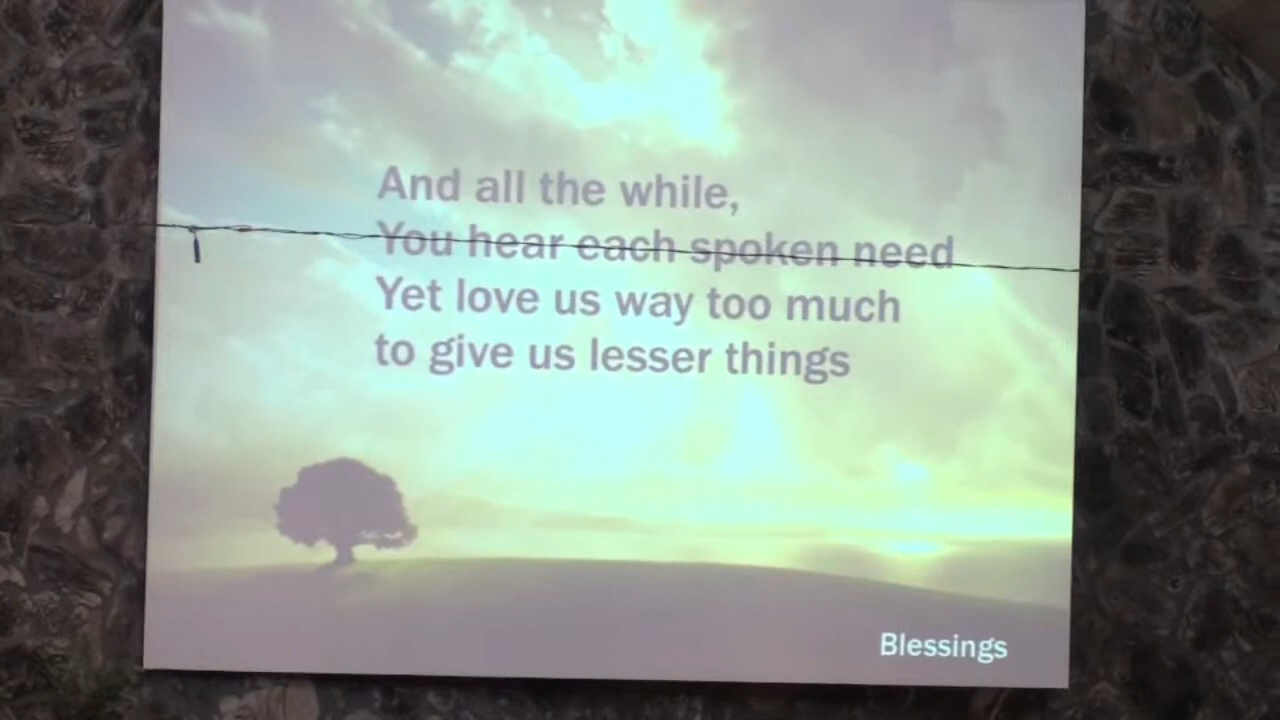 And all the while,
You hear each spoken need
Yet love us way too much
to give us lesser things
Blessings